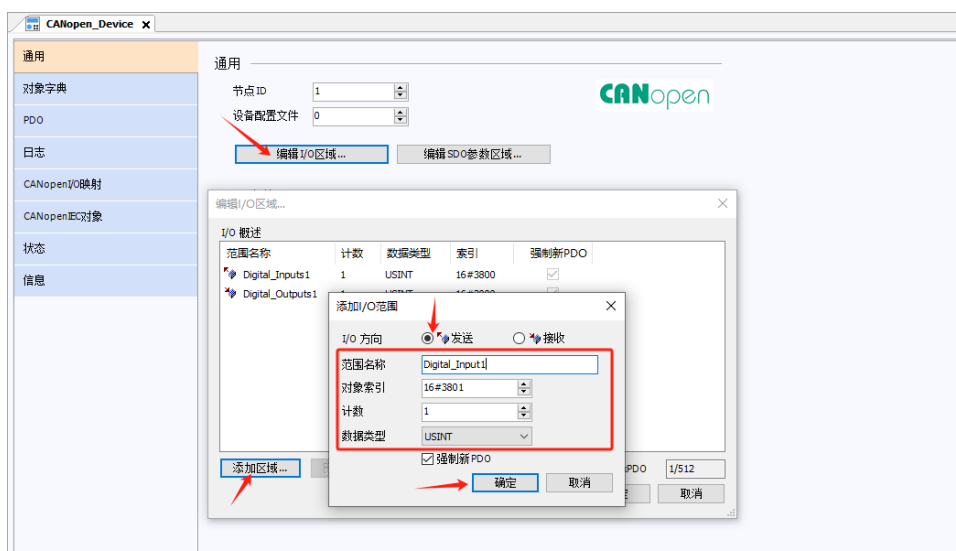 CANopen_Device X
通用
对象字典
PDO
日志
CANopenI/O映射
CANopenIEC对象
状态
信息
通用
节点ID 1
设备配置文件 0
CANopen
编辑I/O区域... 编辑SDO参数区域...
编辑I/O区域...
I/O 概述
范围名称 计数 数据类型 索引 强制新PDO
Digital_Inputs1 1 USINT 16#3800
Digital_Outputs1
添加I/O范围
I/O 方向 发送 接收
范围名称 Digital_Input1
对象索引 16#3801
计数 1
数据类型 USINT
强制新PDO
确定 取消
添加区域... PDO 1/512
取消